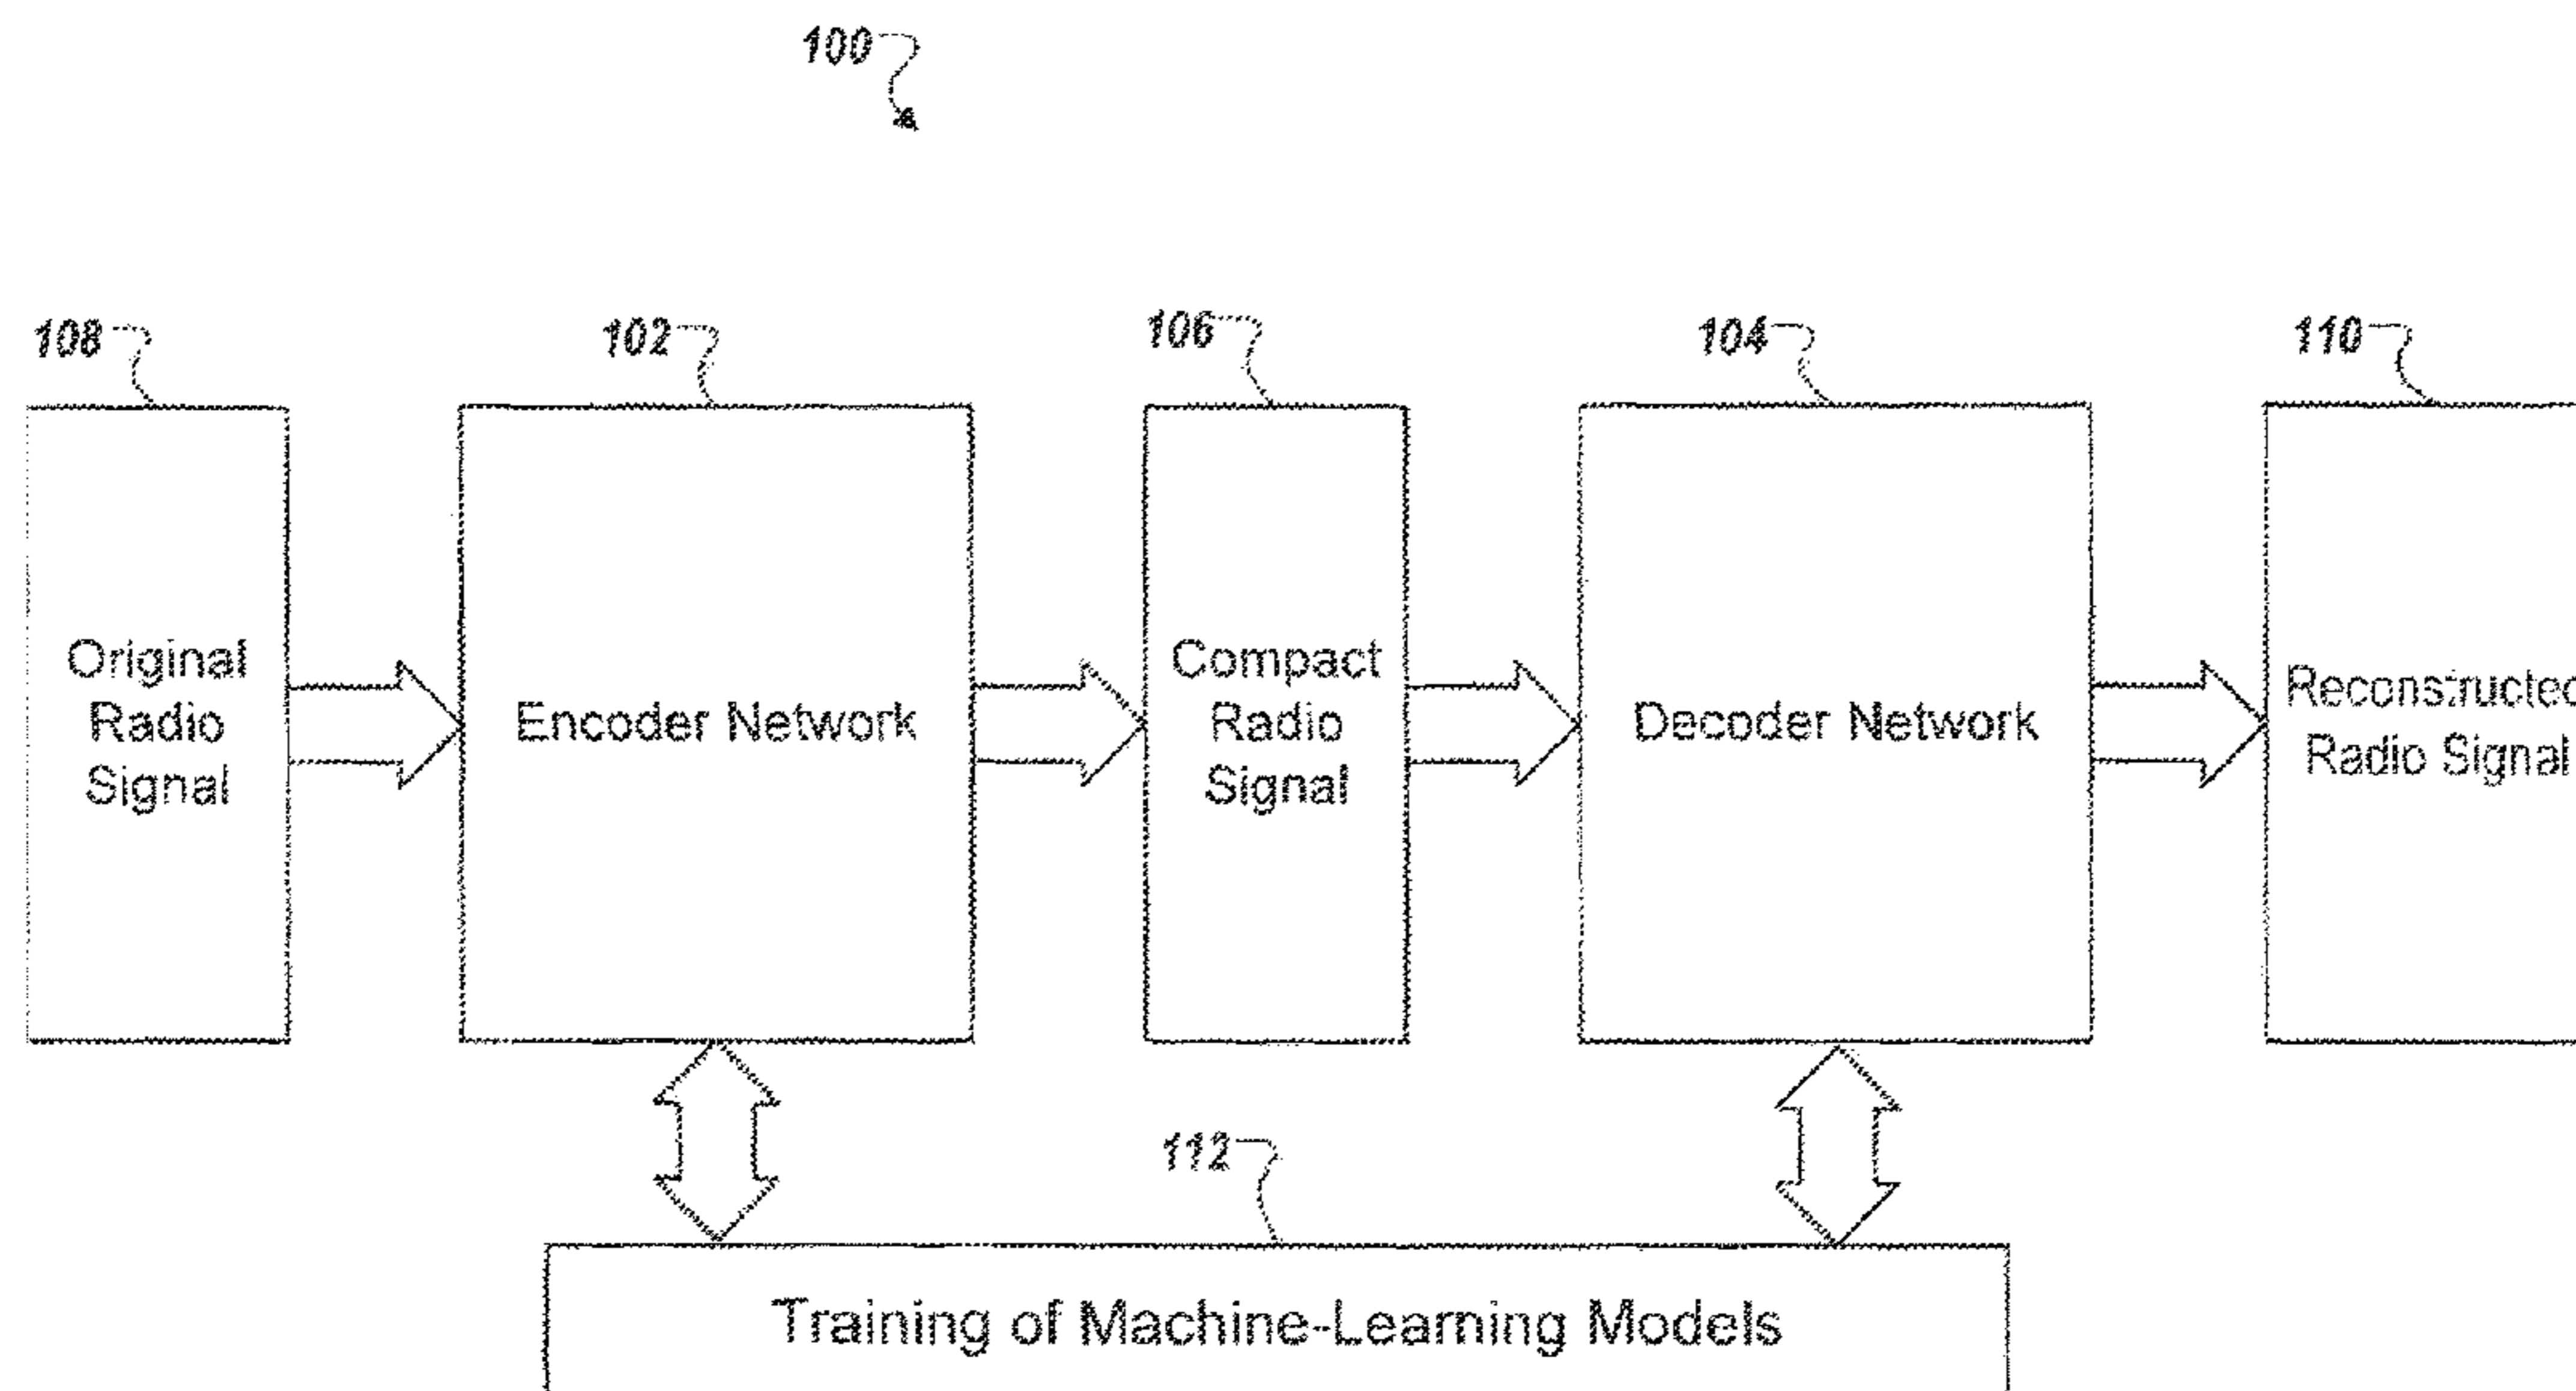 100
108
102
106
104
110
Original
Radio
Signal
Encoder Network
Compact
Radio
Signal
Decoder Network
Reconstructed
Radio Signal
112
Training of Machine-Learning Models